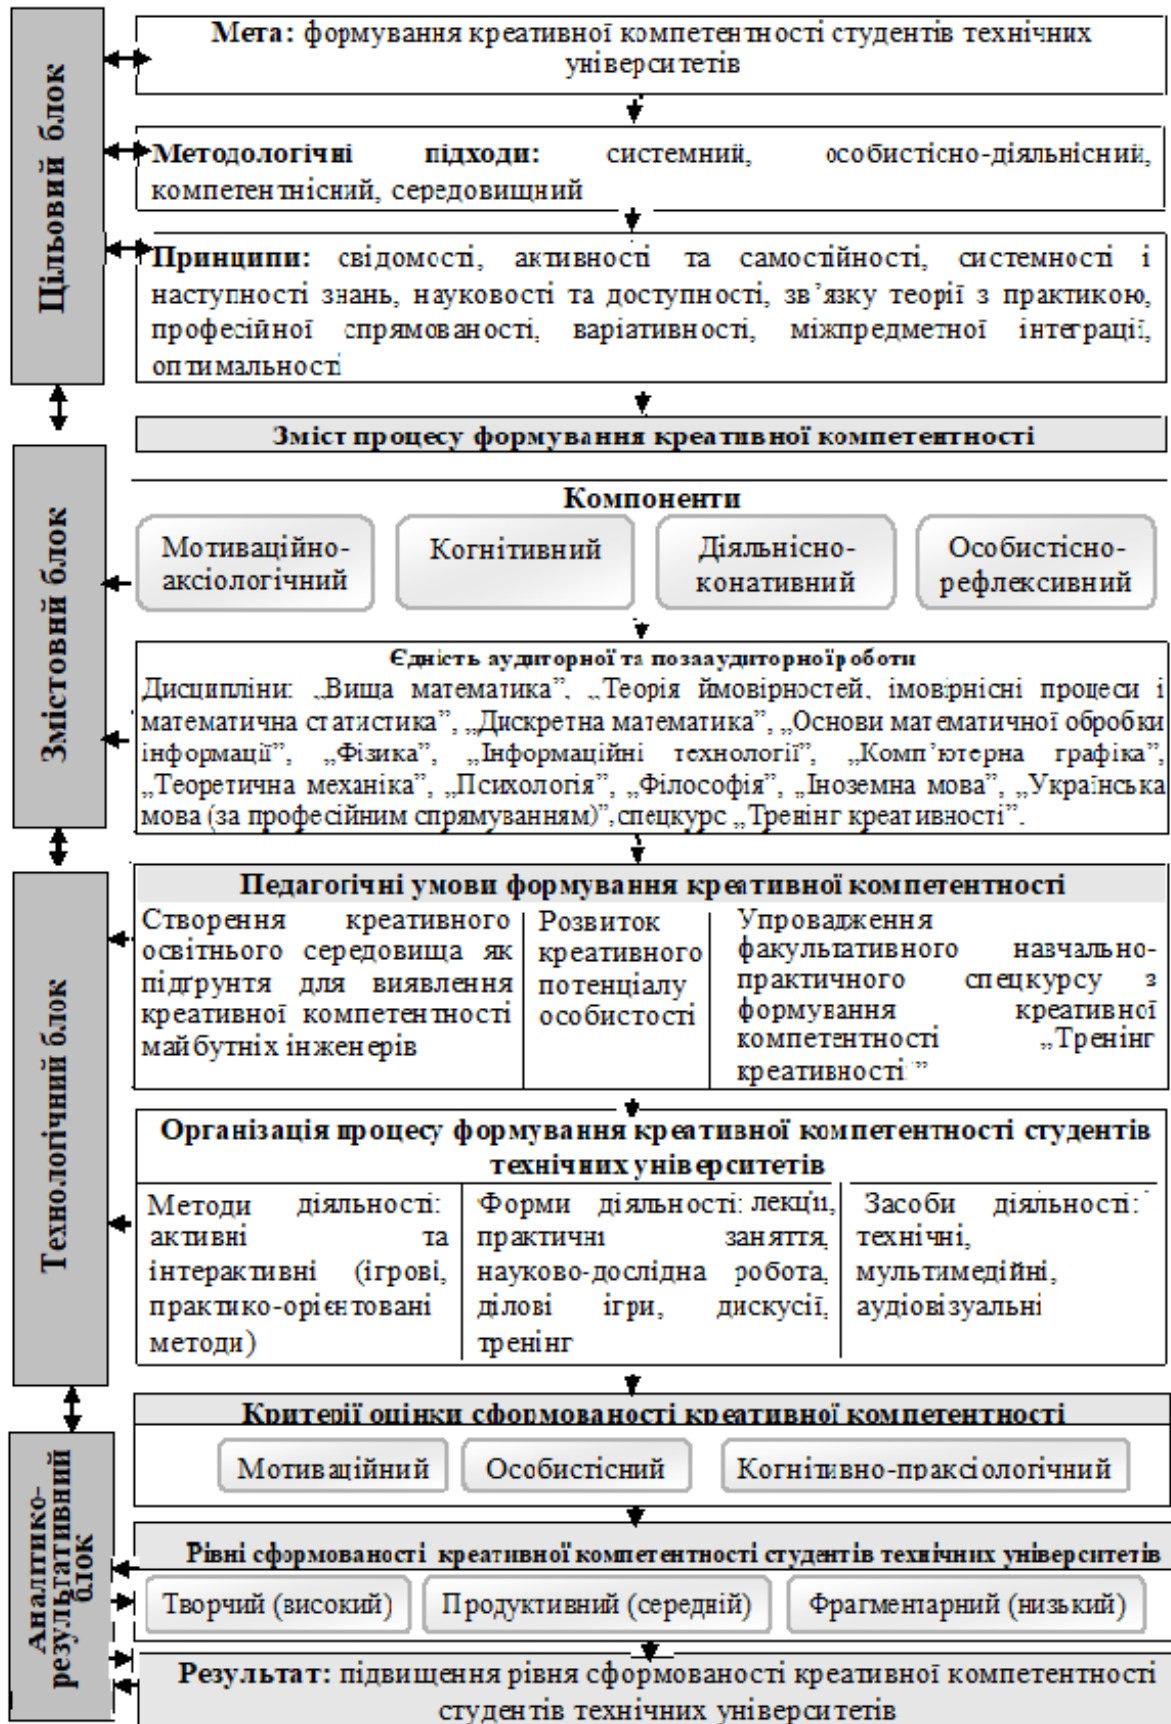 Цільовий блок
Мета: формування креативної компетентності студентів технічних
університетів
Методологічні підходи: системний, особистісно-діяльнісний,
компетентнісний, середовищний
Принципи: свідомості, активності та самостійності, системності і
наступності знань, науковості та доступності, зв’язку теорії з практикою,
професійної спрямованості, варіативності, міжпредметної інтеграції,
оптимальності
Змістовний блок
Зміст процесу формування креативної компетентності
Компоненти
Мотиваційно-
аксіологічний
Когнітивний
Діяльнісно-
конативний
Особистісно-
рефлексивний
Єдність аудиторної та позааудиторної роботи
Дисципліни: „Вища математика”, „Теорія ймовірностей, імовірнісні процеси і
математична статистика”, „Дискретна математика”, „Основи математичної обробки
інформації”, „Фізика”, „Інформаційні технології”, „Комп’ютерна графіка”,
„Теоретична механіка”, „Психологія”, „Філософія”, „Іноземна мова”, „Українська
мова (за професійним спрямуванням)”, спецкурс „Тренінг креативності”.
Технологічний блок
Педагогічні умови формування креативної компетентності
Створення креативного
освітнього середовища як
підґрунтя для виявлення
креативної компетентності
майбутніх інженерів
Розвиток
креативного
потенціалу
особистості
Упровадження
факультативного навчально-
практичного спецкурсу з
формування креативної
компетентності „Тренінг
креативності”
Організація процесу формування креативної компетентності студентів
технічних університетів
Методи діяльності:
активні та
інтерактивні (ігрові,
практико-орієнтовані
методи)
Форми діяльності: лекції,
практичні заняття,
науково-дослідна робота,
ділові ігри, дискусії,
тренінг
Засоби діяльності:
технічні,
мультимедійні,
аудіовізуальні
Аналітико-
результативний
блок
Критерії оцінки сформованості креативної компетентності
Мотиваційний
Особистісний
Когнітивно-праксіологічний
Рівні сформованості креативної компетентності студентів технічних університетів
Творчий (високий)
Продуктивний (середній)
Фрагментарний (низький)
Результат: підвищення рівня сформованості креативної компетентності
студентів технічних університетів